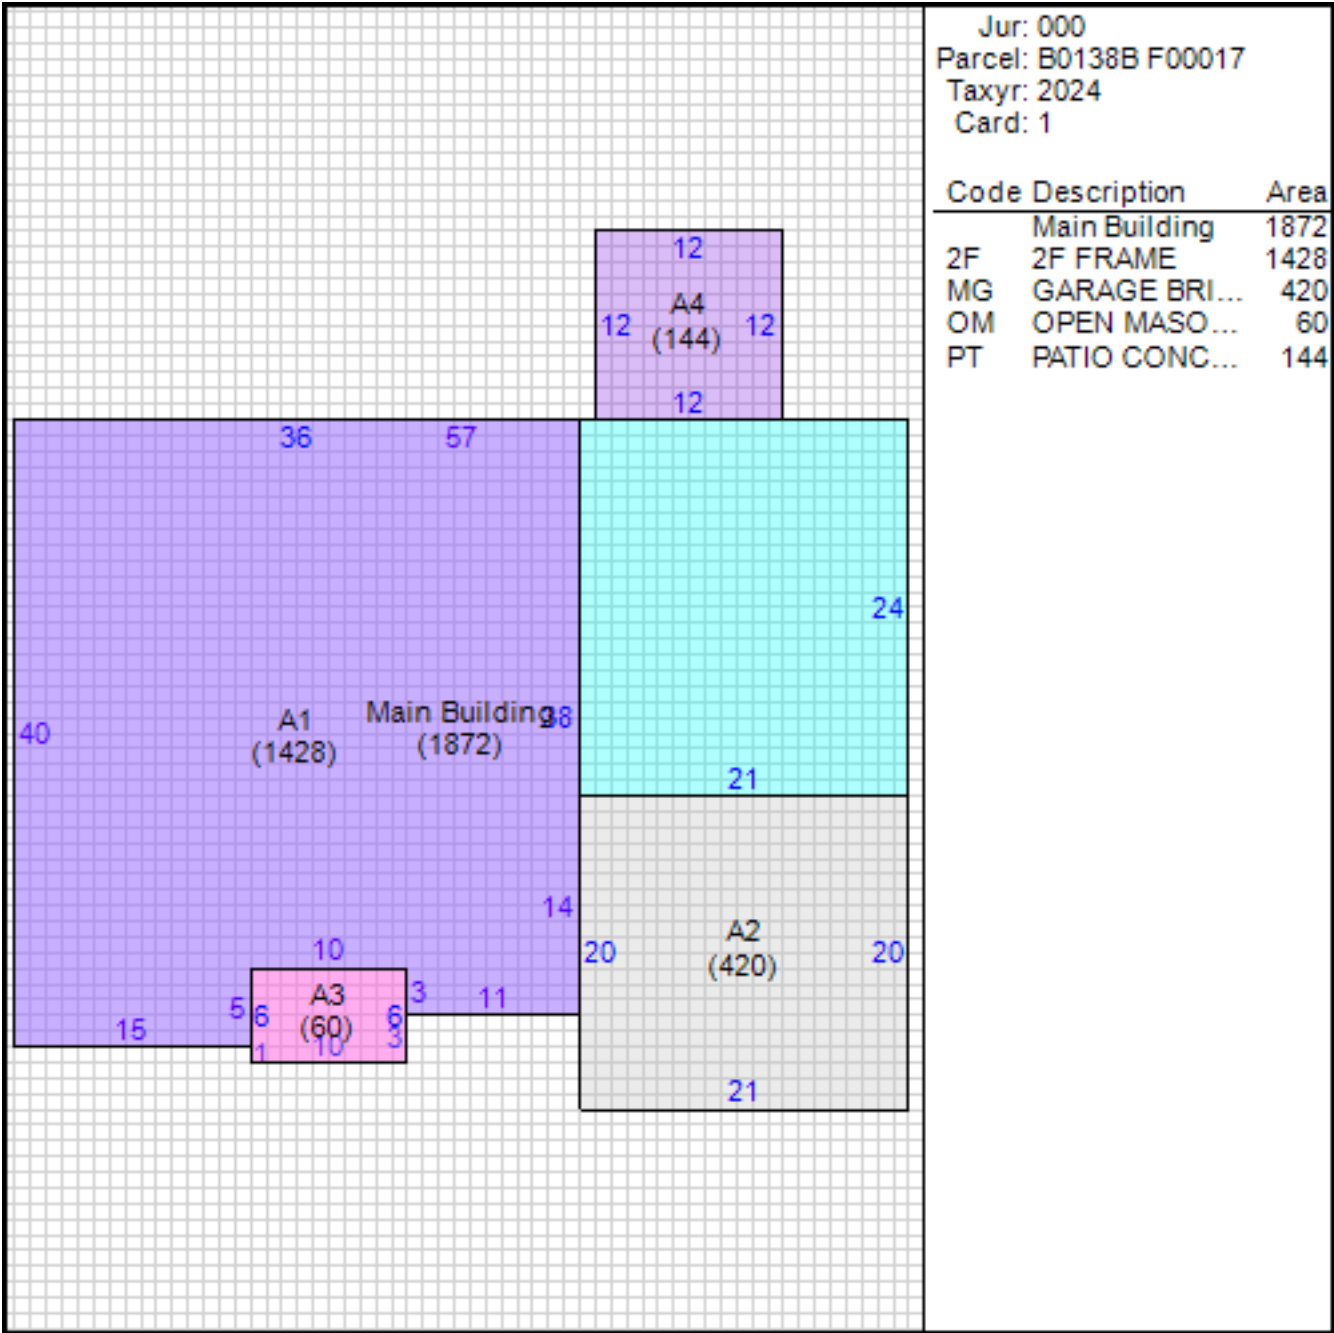 Jur: 000
Parcel: B0138B F00017
Taxyr: 2024
Card: 1
Code Description Area
Main Building 1872
2F 2F FRAME 1428
MG GARAGE BRI... 420
OM OPEN MASO... 60
PT PATIO CONC... 144
12
A4
12 12
(144)
12
36 57
24
Main Building 38
A1
40
(1872)
(1428)
21
14
A2
10
20 20
(420)
A3
3 11
5 6 6
(60)
15 10 3
1
21